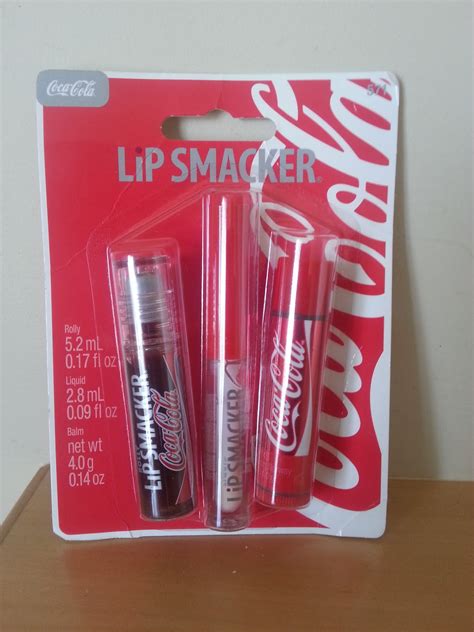 Coca-Cola
LiP SMACKER®
Rolly
5.2 mL
0.17 fl oz
Liquid
2.8 mL
0.09 fl oz
Balm
net wt
4.0 g
0.14 oz
LiP SMACKER
Coca-Cola
LiP SMACKER
Coca-Cola
Coca-Cola